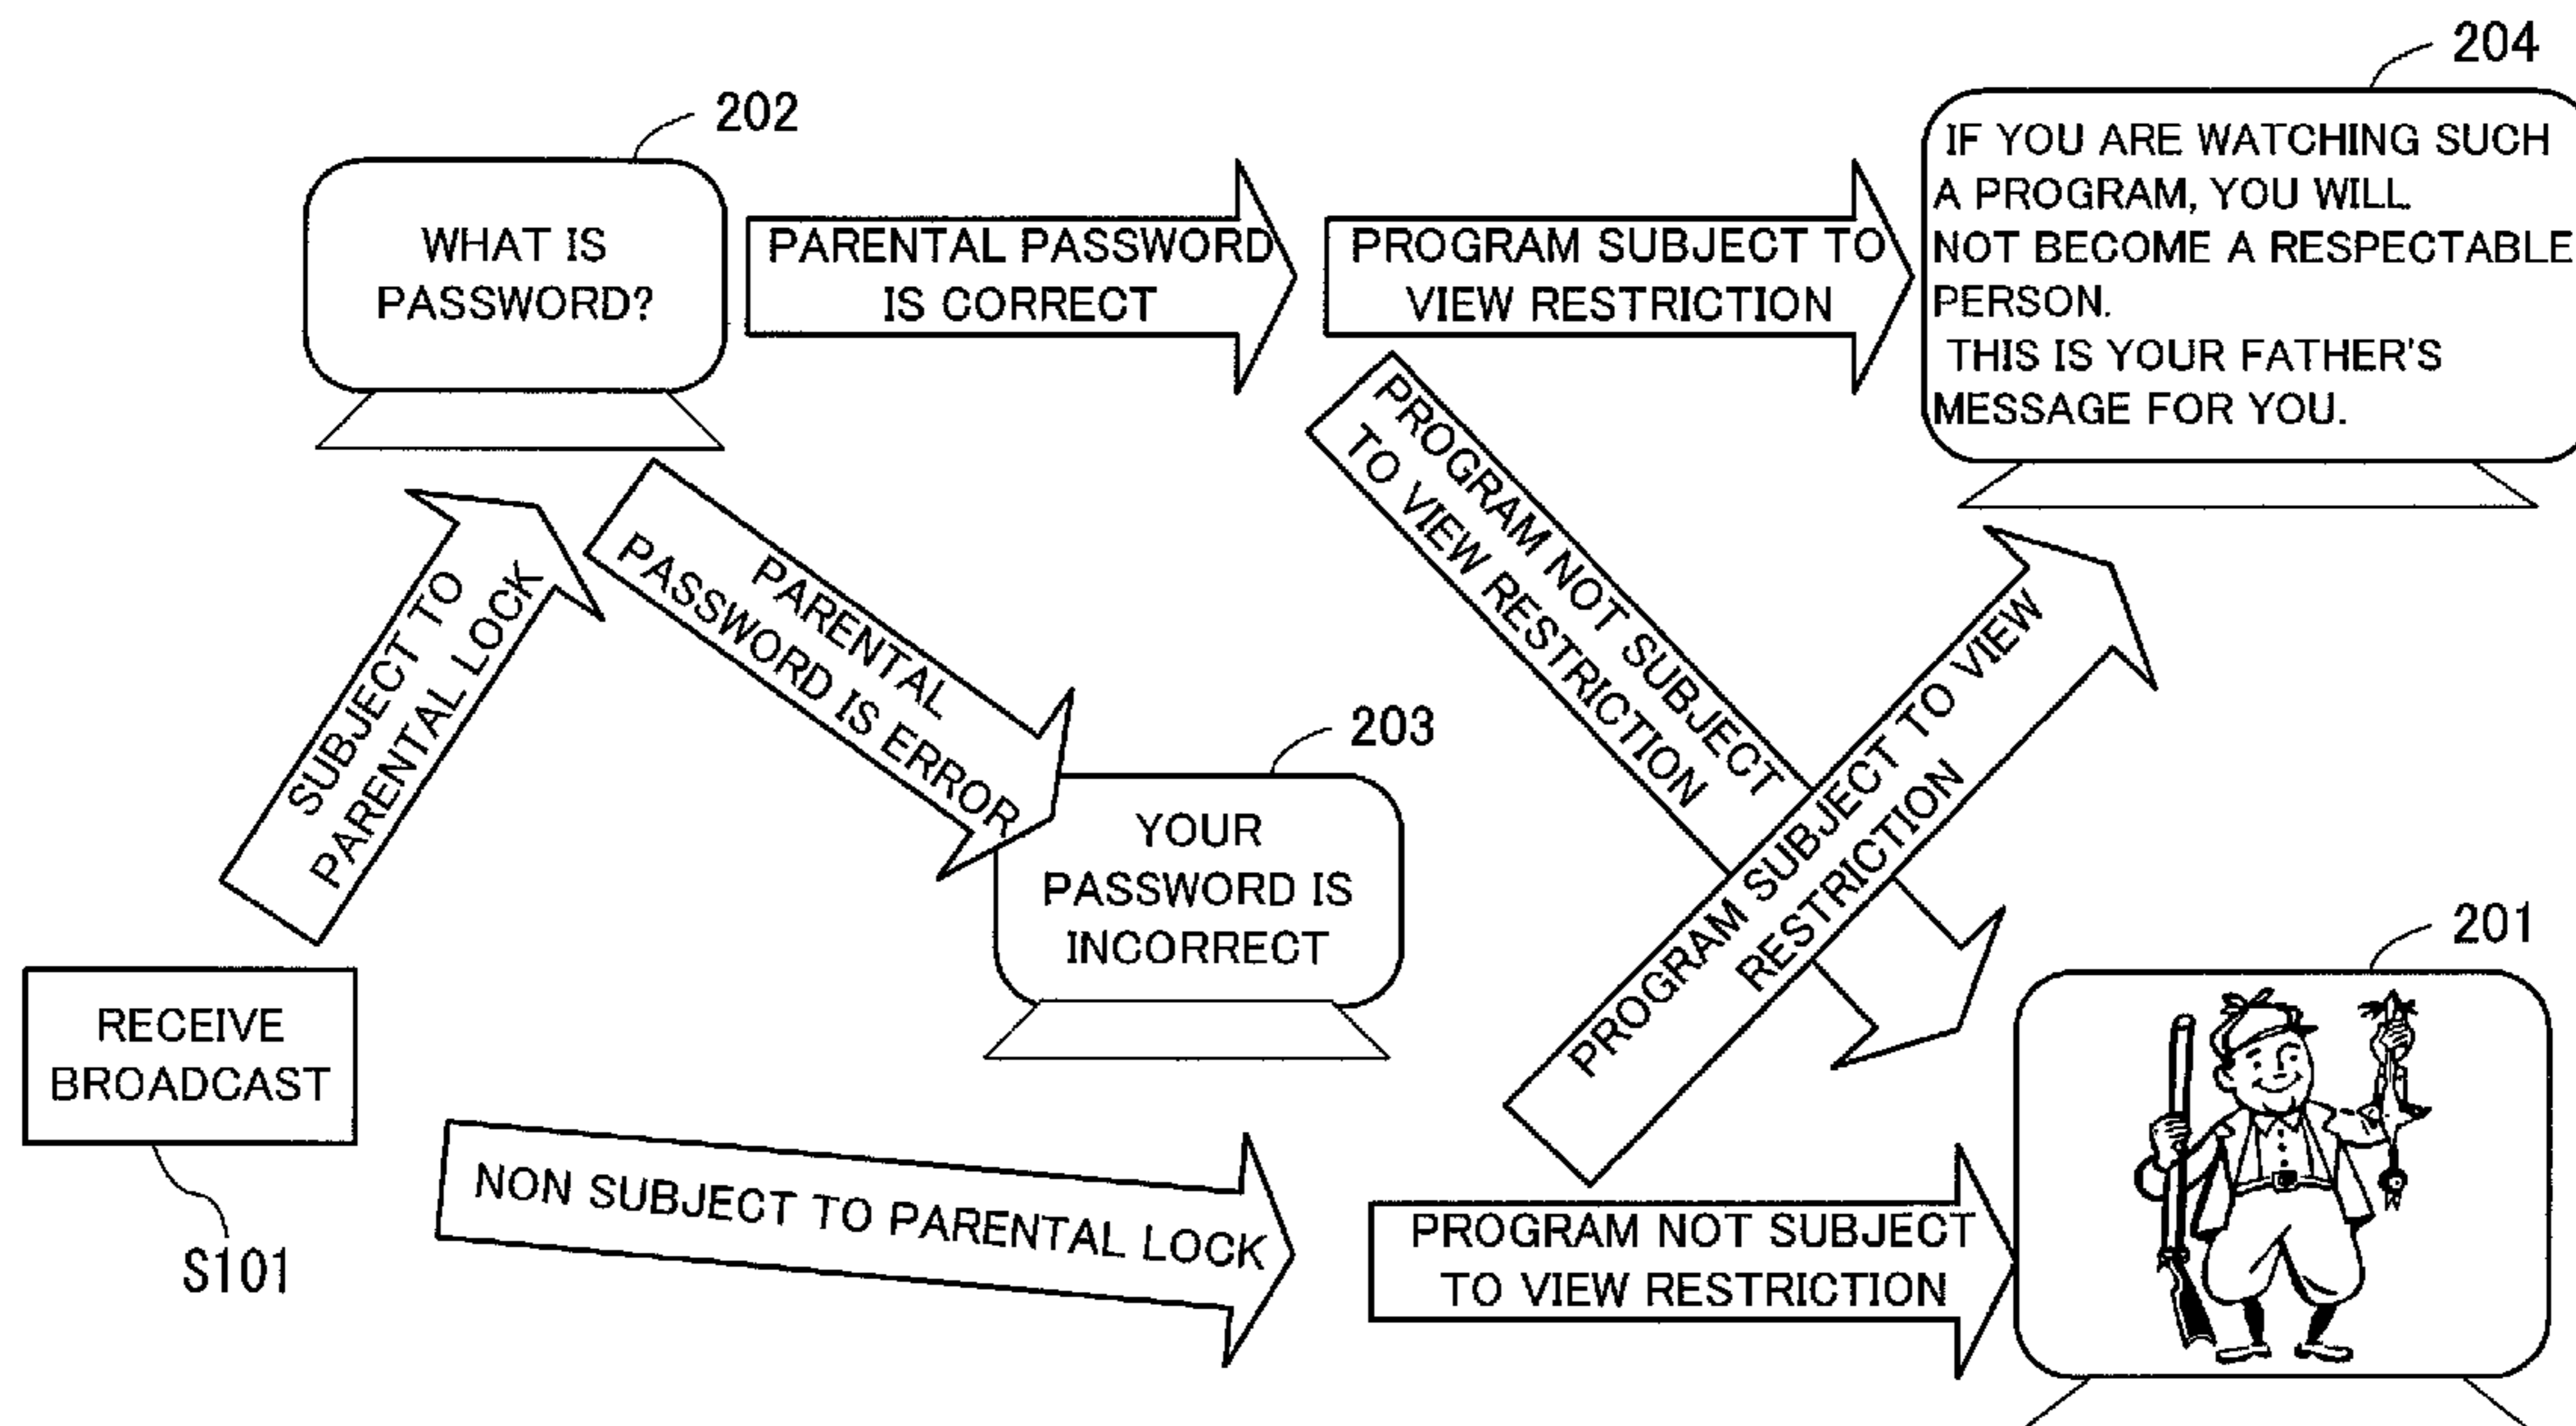 204
202
IF YOU ARE WATCHING SUCH
A PROGRAM, YOU WILL
NOT BECOME A RESPECTABLE
PERSON.
THIS IS YOUR FATHER'S
MESSAGE FOR YOU.
WHAT IS
PASSWORD?
PARENTAL PASSWORD
IS CORRECT
PROGRAM SUBJECT TO
VIEW RESTRICTION
PROGRAM NOT SUBJECT
TO VIEW RESTRICTION
SUBJECT TO
PARENTAL LOCK
PARENTAL
PASSWORD IS ERROR
PROGRAM SUBJECT TO VIEW
RESTRICTION
203
YOUR
PASSWORD IS
INCORRECT
201
RECEIVE
BROADCAST
S101
NON SUBJECT TO PARENTAL LOCK
PROGRAM NOT SUBJECT
TO VIEW RESTRICTION